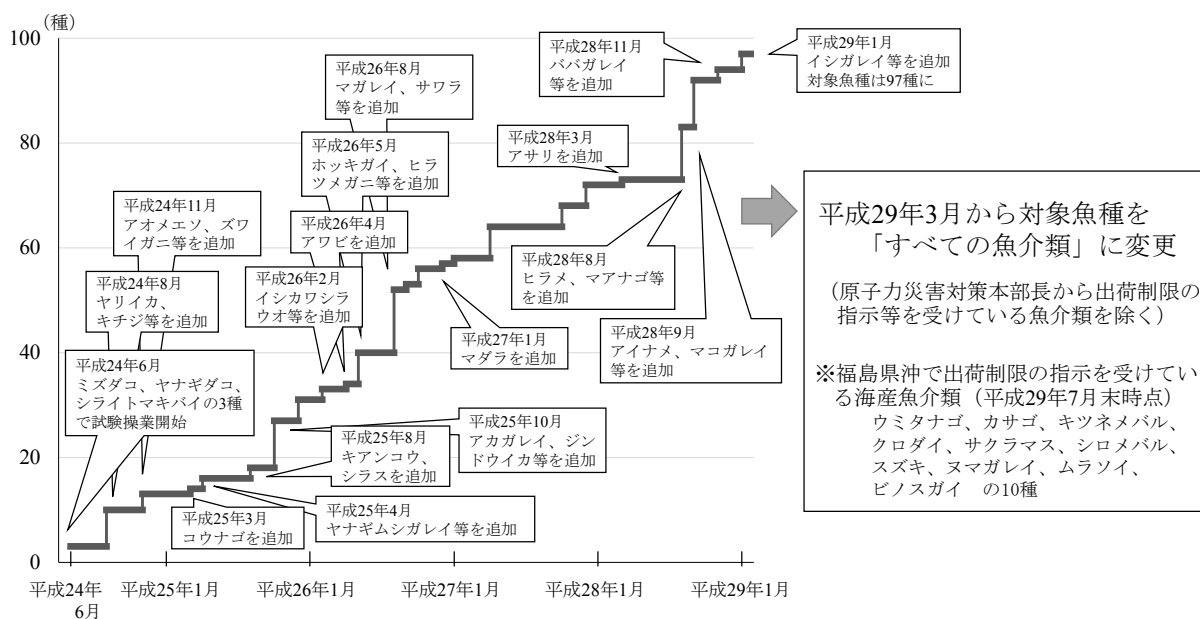 （種）
100
80
60
40
20
0
平成24年
6月
平成25年1月
平成26年1月
平成27年1月
平成28年1月
平成29年1月
平成24年6月
ミズダコ、ヤナギダコ、
シライトマキバイの3種
で試験操業開始
平成24年8月
ヤリイカ、
キチジ等を追加
平成24年11月
アオメエソ、ズワ
イガニ等を追加
平成25年3月
コウナゴを追加
平成25年4月
ヤナギムシガレイ等を追加
平成25年8月
キアンコウ、
シラスを追加
平成25年10月
アカガレイ、ジン
ドウイカ等を追加
平成26年2月
イシカワシラ
ウオ等を追加
平成26年4月
アワビを追加
平成26年5月
ホッキガイ、ヒラ
ツメガニ等を追加
平成26年8月
マガレイ、サワラ
等を追加
平成27年1月
マダラを追加
平成28年3月
アサリを追加
平成28年8月
ヒラメ、マアナゴ等
を追加
平成28年9月
アイナメ、マコガレイ
等を追加
平成28年11月
ババガレイ
等を追加
平成29年1月
イシガレイ等を追加
対象魚種は97種に
平成29年3月から対象魚種を
「すべての魚介類」に変更
（原子力災害対策本部長から出荷制限の
指示等を受けている魚介類を除く）
※福島県沖で出荷制限の指示を受けてい
る海産魚介類（平成29年7月末時点）
ウミタナゴ、カサゴ、キツネメバル、
クロダイ、サクラマス、シロメバル、
スズキ、ヌマガレイ、ムラソイ、
ビノスガイ　の10種